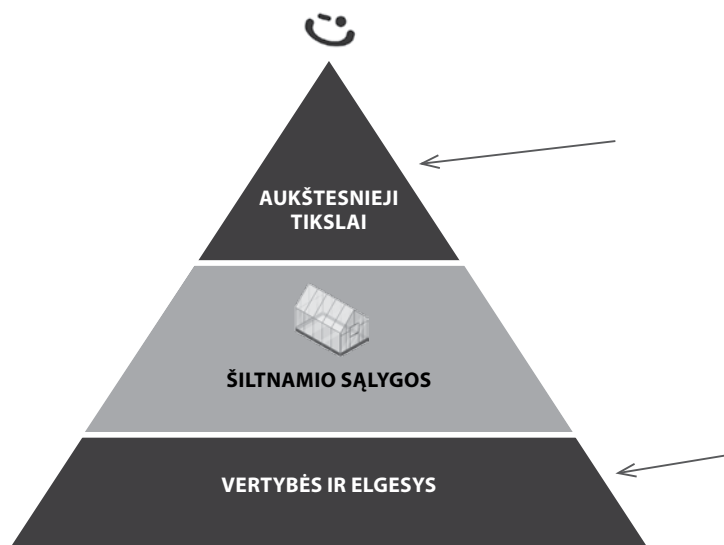 AUKŠTESNIEJI
TIKSLAI
ŠILTNAMIO SĄLYGOS
VERTYBĖS IR ELGESYS